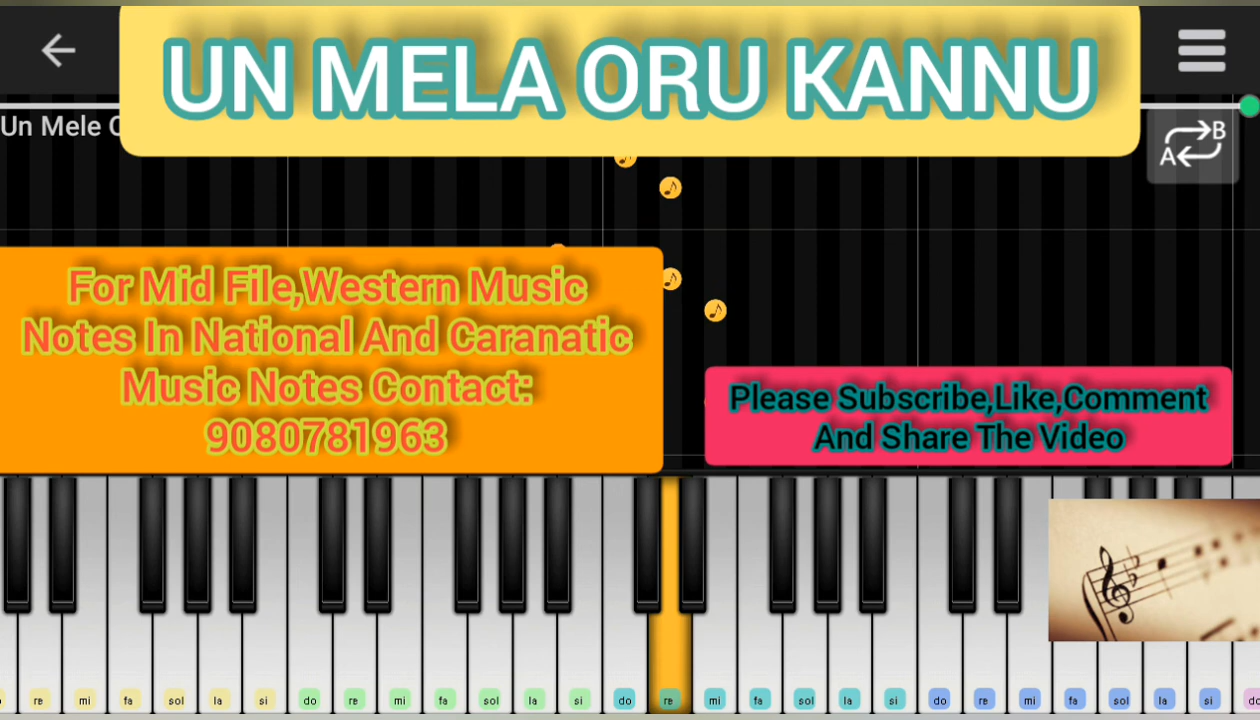 UN MELA ORU KANNU
Un Mele
B
A
For Mid File,Western Music
Notes In National And Caranatic
Music Notes Contact:
9080781963
Please Subscribe,Like,Comment
And Share The Video
re mi fa sol la si do re mi fa sol la si do re mi fa sol la si do re mi fa sol la si do